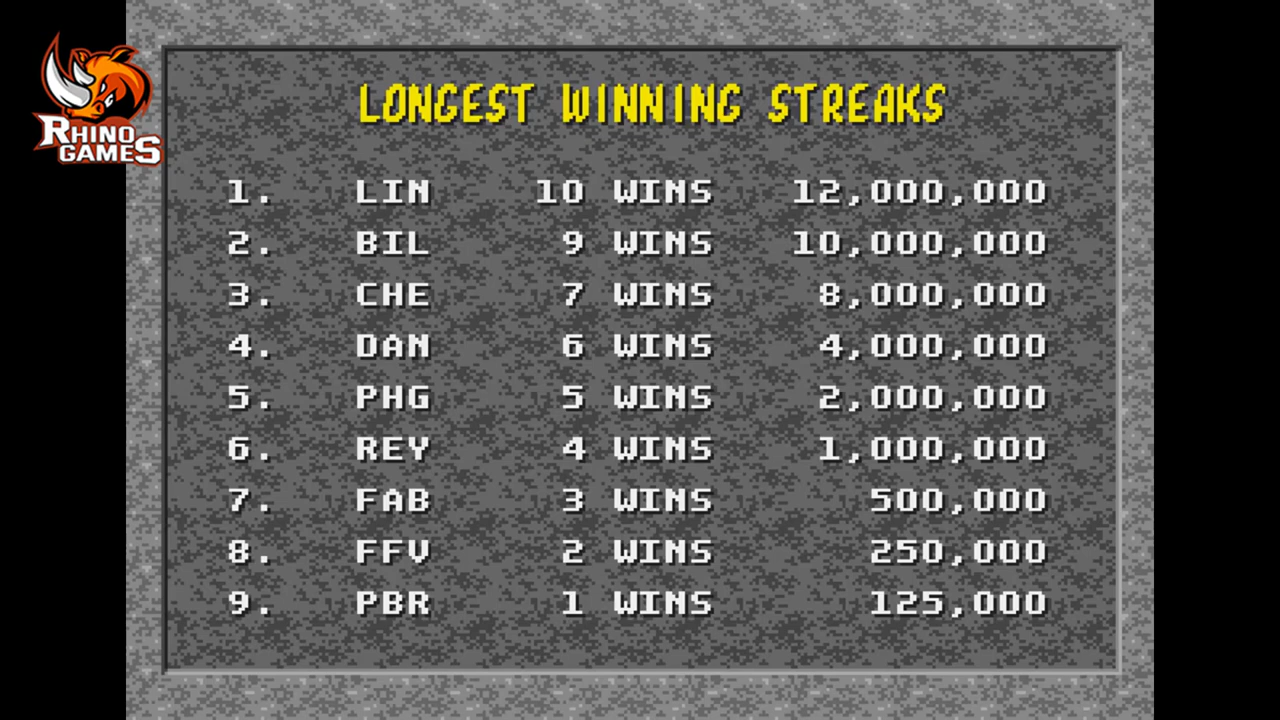 RHINO
GAMES
LONGEST WINNING STREAKS
1. LIN 10 WINS 12,000,000
2. BIL 9 WINS 10,000,000
3. CHE 7 WINS 8,000,000
4. DAN 6 WINS 4,000,000
5. PHG 5 WINS 2,000,000
6. REY 4 WINS 1,000,000
7. FAB 3 WINS 500,000
8. FFV 2 WINS 250,000
9. PBR 1 WINS 125,000